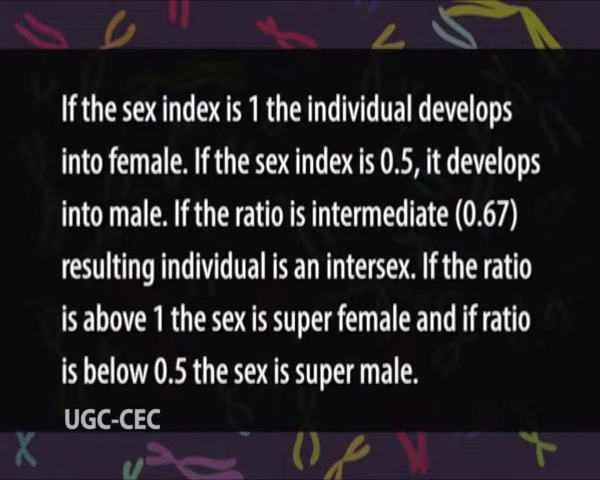 If the sex index is 1 the individual develops
into female. If the sex index is 0.5, it develops
into male. If the ratio is intermediate (0.67)
resulting individual is an intersex. If the ratio
is above 1 the sex is super female and if ratio
is below 0.5 the sex is super male.
UGC-CEC